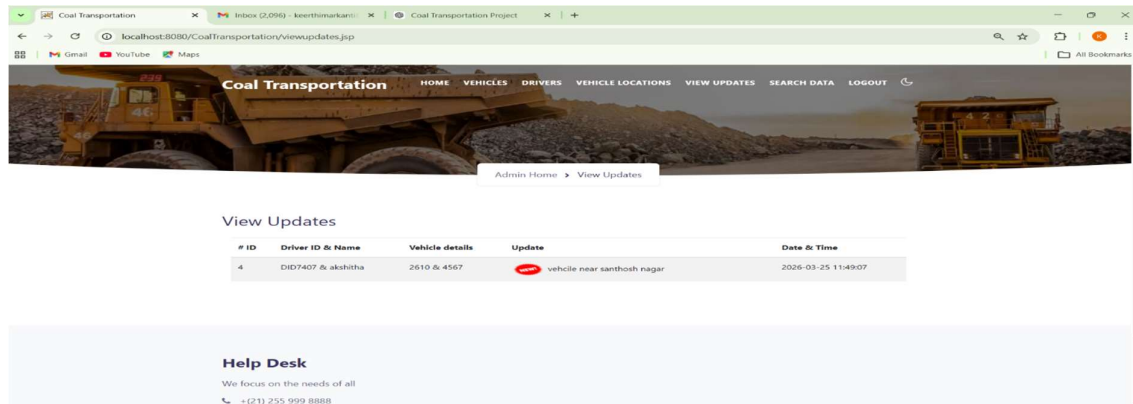 Coal Transportation
Inbox (2,096) - keerthimarkant
Coal Transportation Project
localhost:8080/CoalTransportation/viewupdates.jsp
K
Gmail YouTube Maps All Bookmarks
Coal Transportation HOME VEHICLES DRIVERS VEHICLE LOCATIONS VIEW UPDATES SEARCH DATA LOGOUT
Admin Home > View Updates
View Updates
# ID Driver ID & Name Vehicle details Update Date & Time
4 DID7407 & akshitha 2610 & 4567 vehcile near santhosh nagar 2026-03-25 11:49:07
Help Desk
We focus on the needs of all
+(21) 255 999 8888